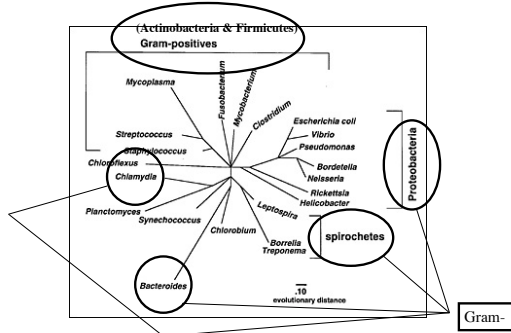 (Actinobacteria & Firmicutes)
Gram-positives
Mycoplasma
Fusobacterium
Mycobacterium
Clostridium
Escherichia coli
Vibrio
Pseudomonas
Streptococcus
Staphylococcus
Chloroflexus
Chlamydia
Bordetella
Neisseria
Rickettsia
Helicobacter
Proteobacteria
Planctomyces
Synechococcus
Leptospira
Chlorobium
Borrelia
Treponema
spirochetes
Bacteroides
.10
evolutionary distance
Gram-